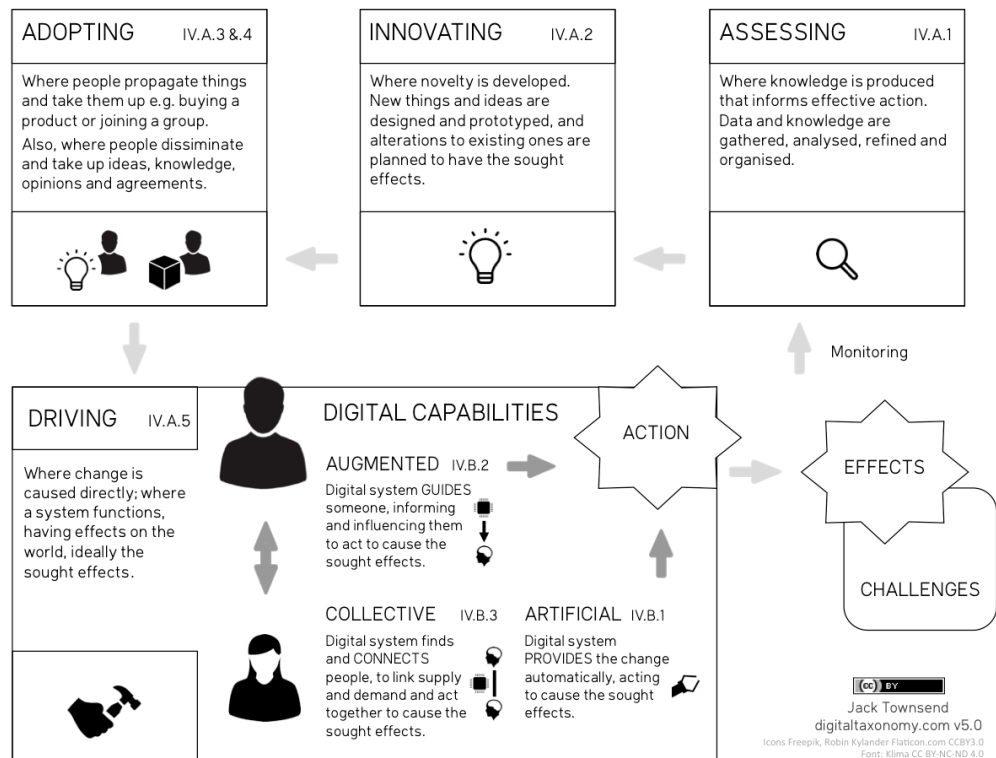 ADOPTING IV.A.3 &.4
Where people propagate things
and take them up e.g. buying a
product or joining a group.
Also, where people dissiminate
and take up ideas, knowledge,
opinions and agreements.
INNOVATING IV.A.2
Where novelty is developed.
New things and ideas are
designed and prototyped, and
alterations to existing ones are
planned to have the sought
effects.
ASSESSING IV.A.1
Where knowledge is produced
that informs effective action.
Data and knowledge are
gathered, analysed, refined and
organised.
Monitoring
DRIVING IV.A.5
Where change is
caused directly; where
a system functions,
having effects on the
world, ideally the
sought effects.
DIGITAL CAPABILITIES
AUGMENTED IV.B.2
Digital system GUIDES
someone, informing
and influencing them
to act to cause the
sought effects.
COLLECTIVE IV.B.3
Digital system finds
and CONNECTS
people, to link supply
and demand and act
together to cause the
sought effects.
ARTIFICIAL IV.B.1
Digital system
PROVIDES the change
automatically, acting
to cause the sought
effects.
ACTION
EFFECTS
CHALLENGES
cc BY
Jack Townsend
digitaltaxonomy.com v5.0
Icons Freepik, Robin Kylander Flaticon.com CCBY3.0
Font: Klima CC BY-NC-ND 4.0